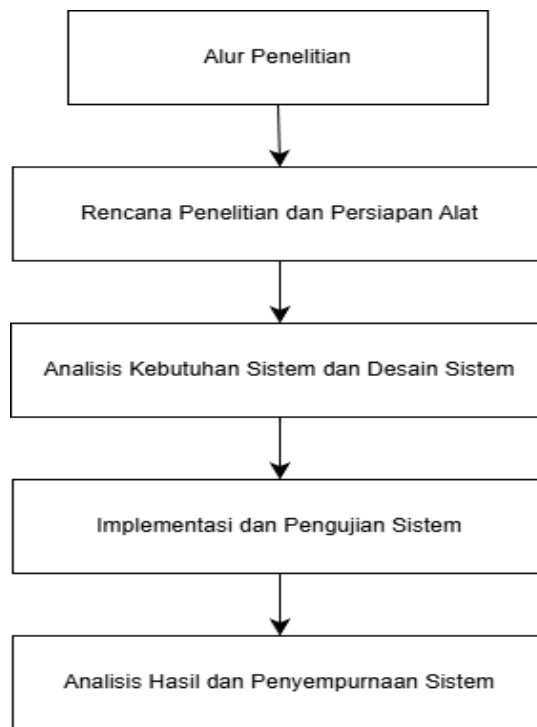 Alur Penelitian
Rencana Penelitian dan Persiapan Alat
Analisis Kebutuhan Sistem dan Desain Sistem
Implementasi dan Pengujian Sistem
Analisis Hasil dan Penyempurnaan Sistem